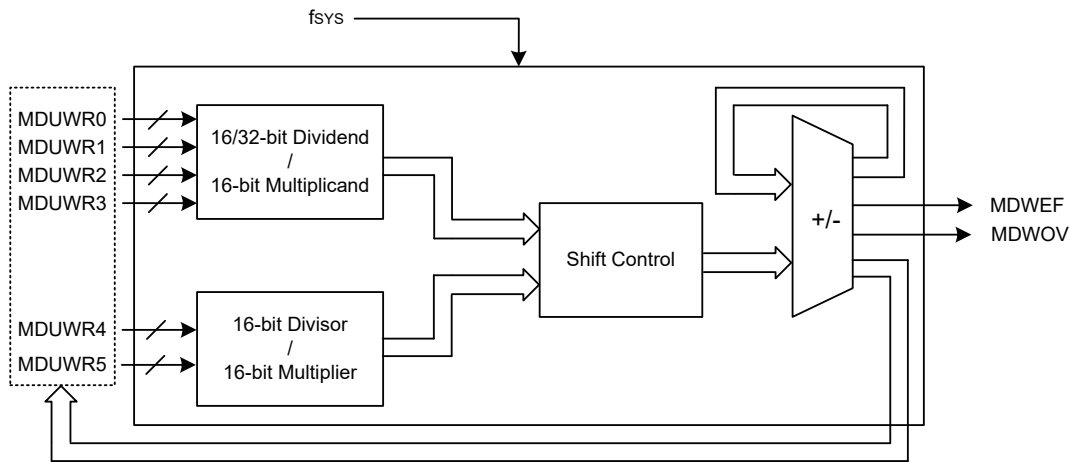 fSYS
MDUWR0
MDUWR1
MDUWR2
MDUWR3
16/32-bit Dividend
/
16-bit Multiplicand
MDUWR4
MDUWR5
16-bit Divisor
/
16-bit Multiplier
Shift Control
+/-
MDWEF
MDWOV